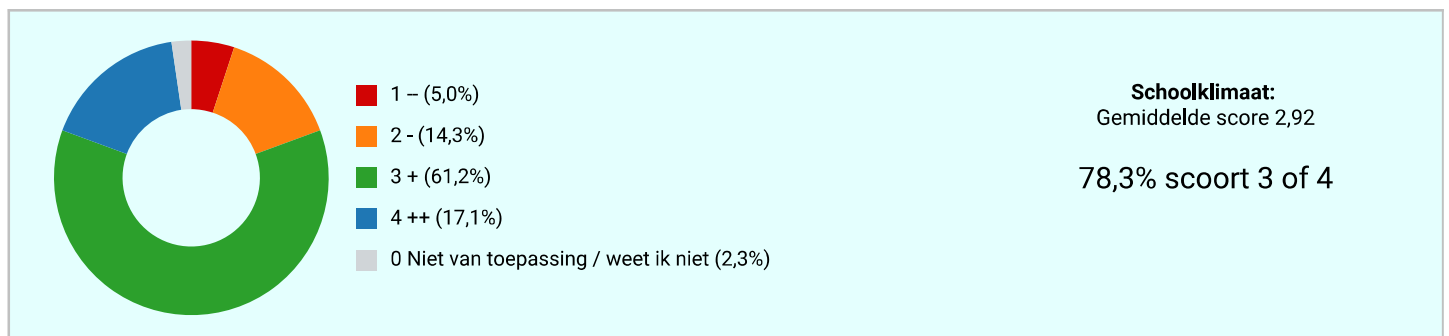 1 -- (5,0%)
2 - (14,3%)
3 + (61,2%)
4 ++ (17,1%)
0 Niet van toepassing / weet ik niet (2,3%)
Schoolklimaat:
Gemiddelde score 2,92
78,3% scoort 3 of 4